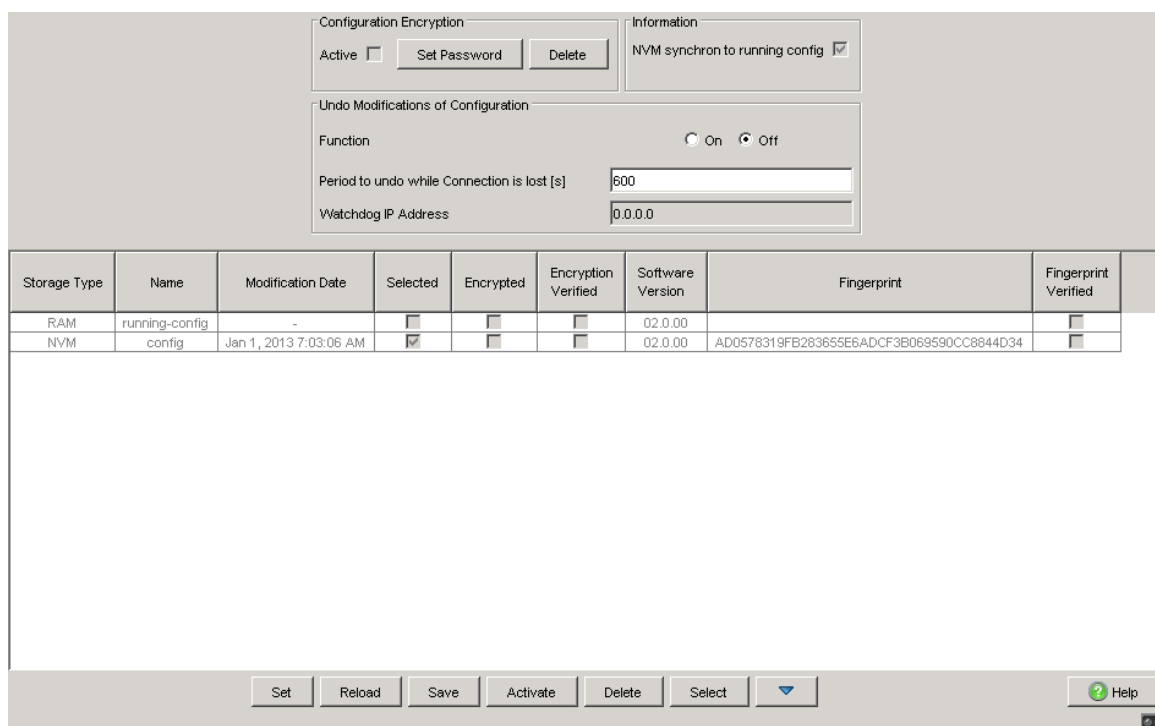 Configuration Encryption
Information
Active Set Password Delete
NVM synchron to running config
Undo Modifications of Configuration
Function On Off
Period to undo while Connection is lost [s] 600
Watchdog IP Address 0.0.0.0
Storage Type Name Modification Date Selected Encrypted Encryption Verified Software Version Fingerprint Fingerprint Verified
RAM running-config - 02.0.00
NVM config Jan 1, 2013 7:03:06 AM 02.0.00 AD0578319FB283655E6ADCF3B069590CC8844D34
Set Reload Save Activate Delete Select Help